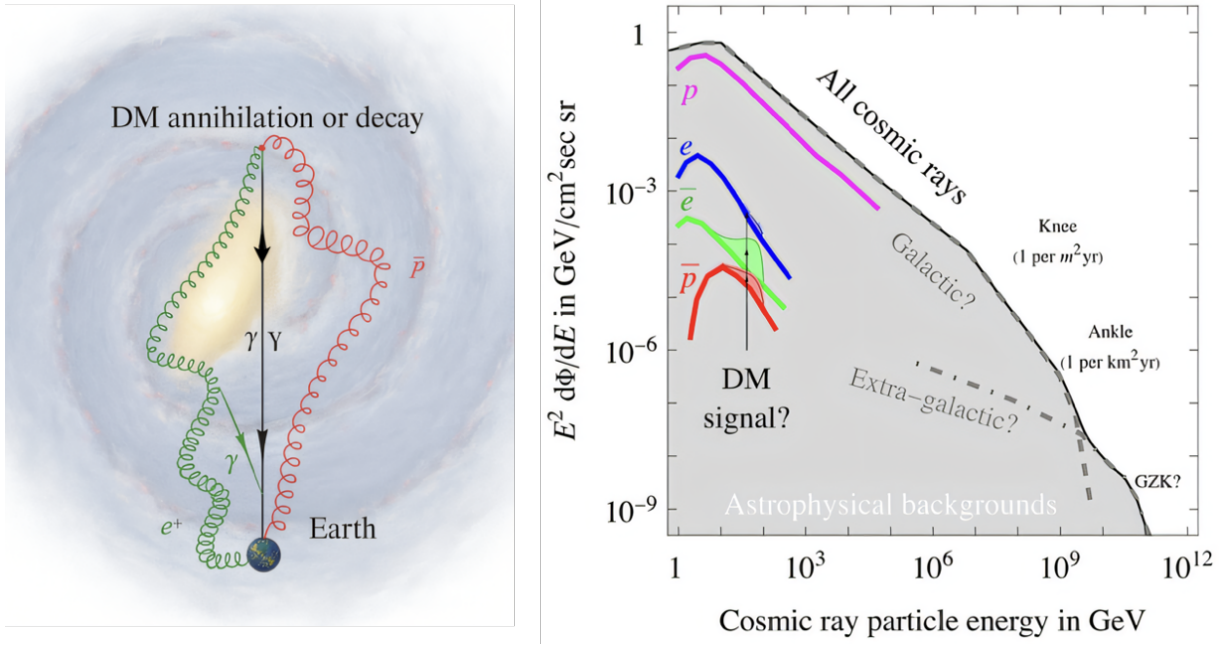 DM annihilation or decay
p̅
γ γ
γ
e⁺
Earth
E² dΦ/dE in GeV/cm² sec sr
1
10⁻³
10⁻⁶
10⁻⁹
p
e
e̅
p̅
All cosmic rays
Galactic?
Knee
(1 per m²yr)
Ankle
(1 per km²yr)
DM
signal?
Extra-galactic?
GZK?
Astrophysical backgrounds
1 10³ 10⁶ 10⁹ 10¹²
Cosmic ray particle energy in GeV